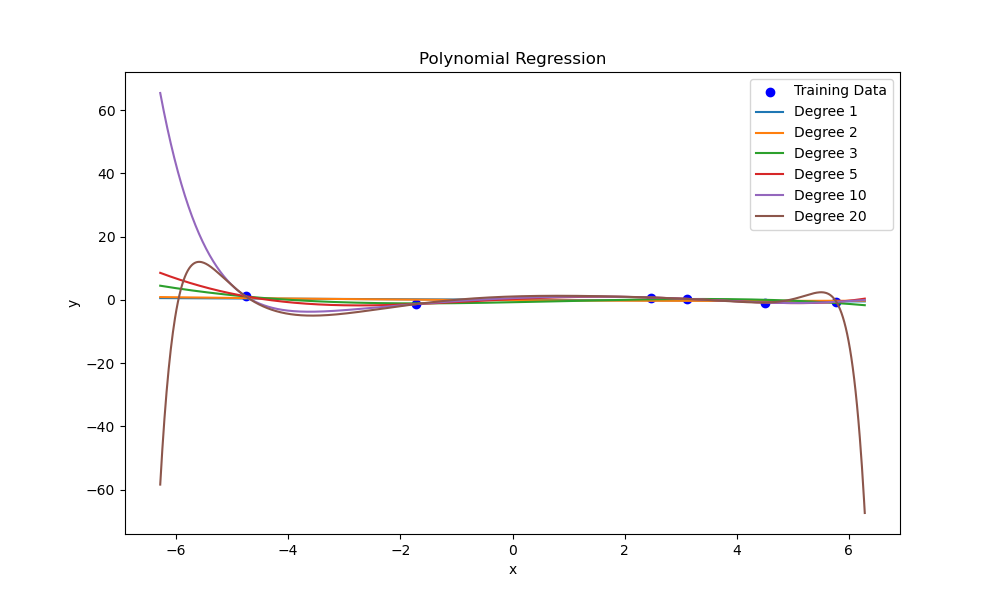 Polynomial Regression
Training Data
Degree 1
Degree 2
Degree 3
Degree 5
Degree 10
Degree 20
60
40
20
0
−20
−40
−60
y
−6 −4 −2 0 2 4 6
x